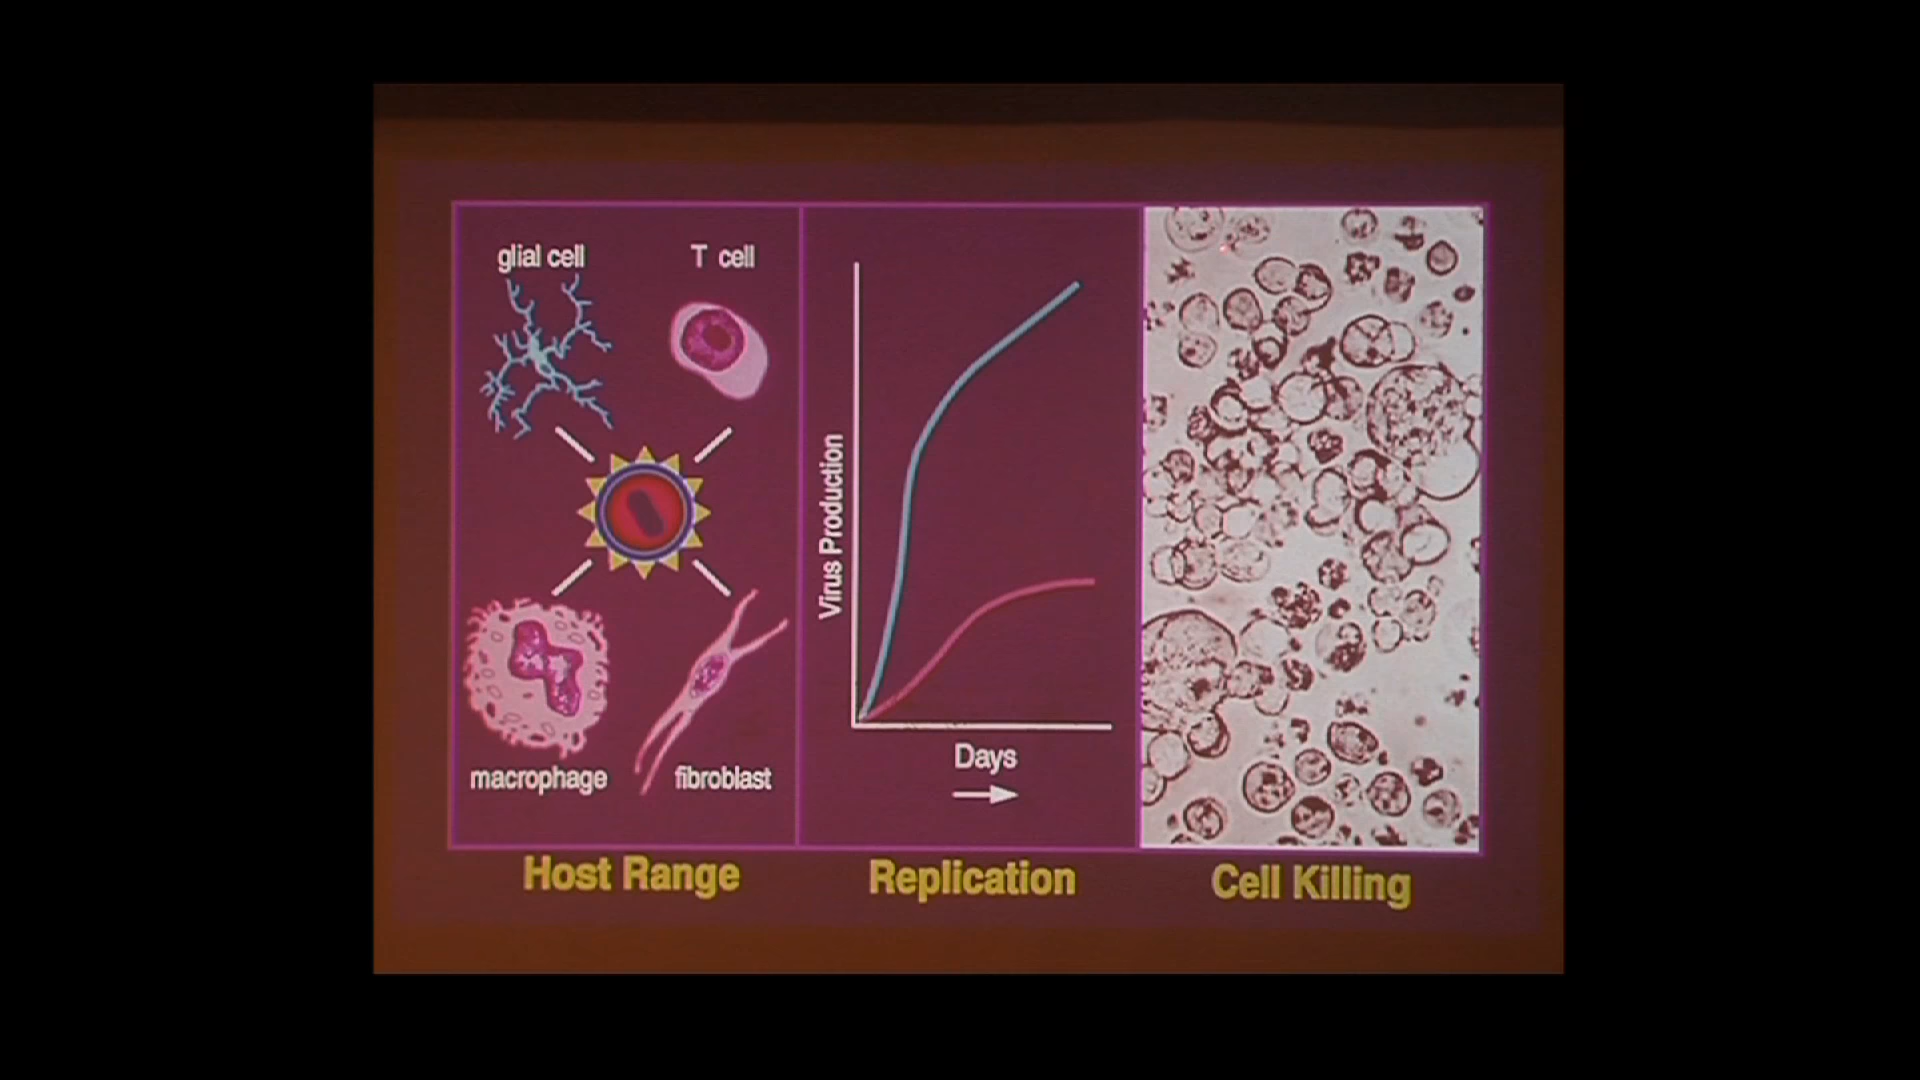 glial cell
T cell
macrophage
fibroblast
Host Range
Virus Production
Days
Replication
Cell Killing